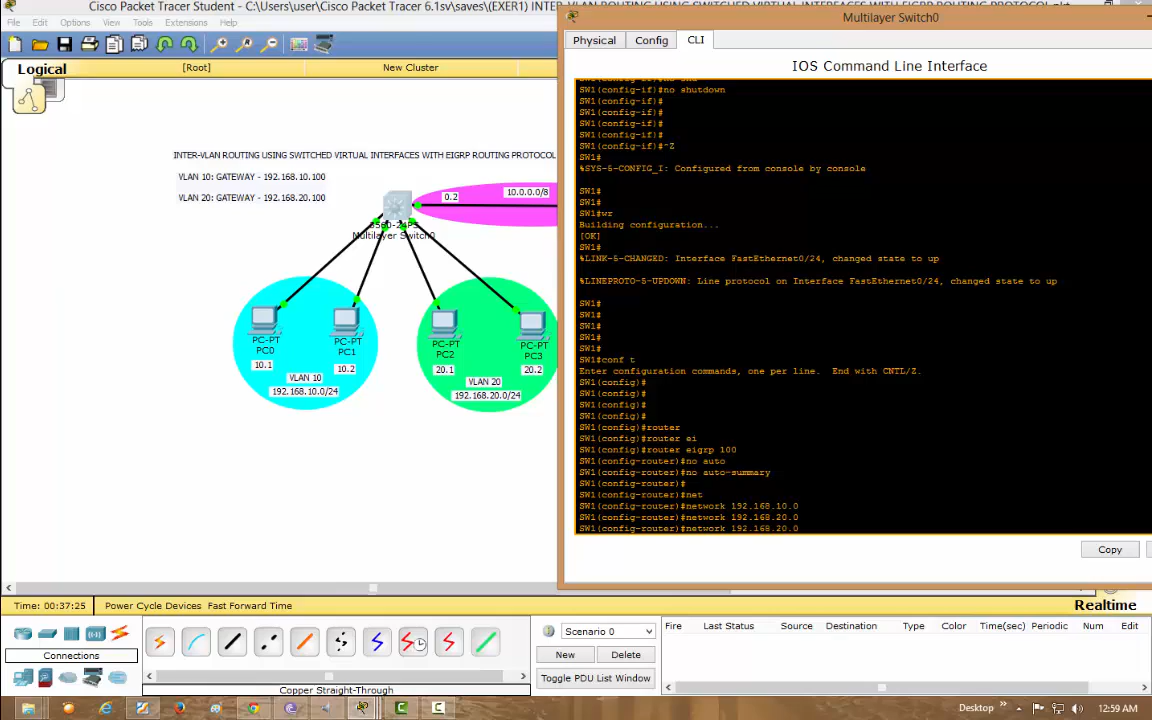 Cisco Packet Tracer Student - C:\Users\user\Cisco Packet Tracer 6.1sv\saves\(EXER1) INTER-VLAN ROUTING USING SWITCHED VIRTUAL INTERFACES WITH EIGRP ROUTING PROTOCOL.pkt
File Edit Options View Tools Extensions Help
Logical
[Root]
New Cluster
INTER-VLAN ROUTING USING SWITCHED VIRTUAL INTERFACES WITH EIGRP ROUTING PROTOCOL
VLAN 10: GATEWAY - 192.168.10.100
VLAN 20: GATEWAY - 192.168.20.100
0.2
10.0.0.0/8
3560-24PS
Multilayer Switch0
PC-PT
PC0
10.1
PC-PT
PC1
10.2
VLAN 10
192.168.10.0/24
PC-PT
PC2
20.1
PC-PT
PC3
20.2
VLAN 20
192.168.20.0/24
Multilayer Switch0
Physical Config CLI
IOS Command Line Interface
SW1(config-if)#no shutdown
SW1(config-if)#
SW1(config-if)#
SW1(config-if)#
SW1(config-if)#
SW1(config-if)#^Z
SW1#
%SYS-5-CONFIG_I: Configured from console by console
SW1#
SW1#
SW1#wr
Building configuration...
[OK]
SW1#
%LINK-5-CHANGED: Interface FastEthernet0/24, changed state to up
%LINEPROTO-5-UPDOWN: Line protocol on Interface FastEthernet0/24, changed state to up
SW1#
SW1#
SW1#
SW1#
SW1#
SW1#conf t
Enter configuration commands, one per line. End with CNTL/Z.
SW1(config)#
SW1(config)#
SW1(config)#
SW1(config)#
SW1(config)#router
SW1(config)#router ei
SW1(config)#router eigrp 100
SW1(config-router)#no auto
SW1(config-router)#no auto-summary
SW1(config-router)#
SW1(config-router)#net
SW1(config-router)#network 192.168.10.0
SW1(config-router)#network 192.168.20.0
SW1(config-router)#network 192.168.20.0
Copy
Time: 00:37:25 Power Cycle Devices Fast Forward Time
Realtime
Connections
Copper Straight-Through
Scenario 0
New Delete
Toggle PDU List Window
Fire Last Status Source Destination Type Color Time(sec) Periodic Num Edit
Desktop
12:59 AM